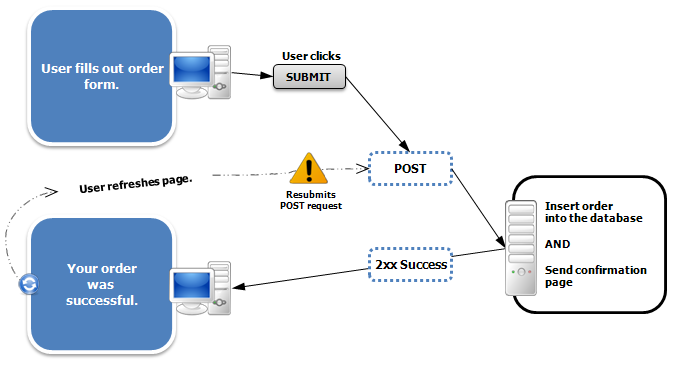 User fills out order
form.
User clicks
SUBMIT
POST
User refreshes page.
Resubmits
POST request
Insert order
into the database
AND
Send confirmation
page
2xx Success
Your order
was
successful.